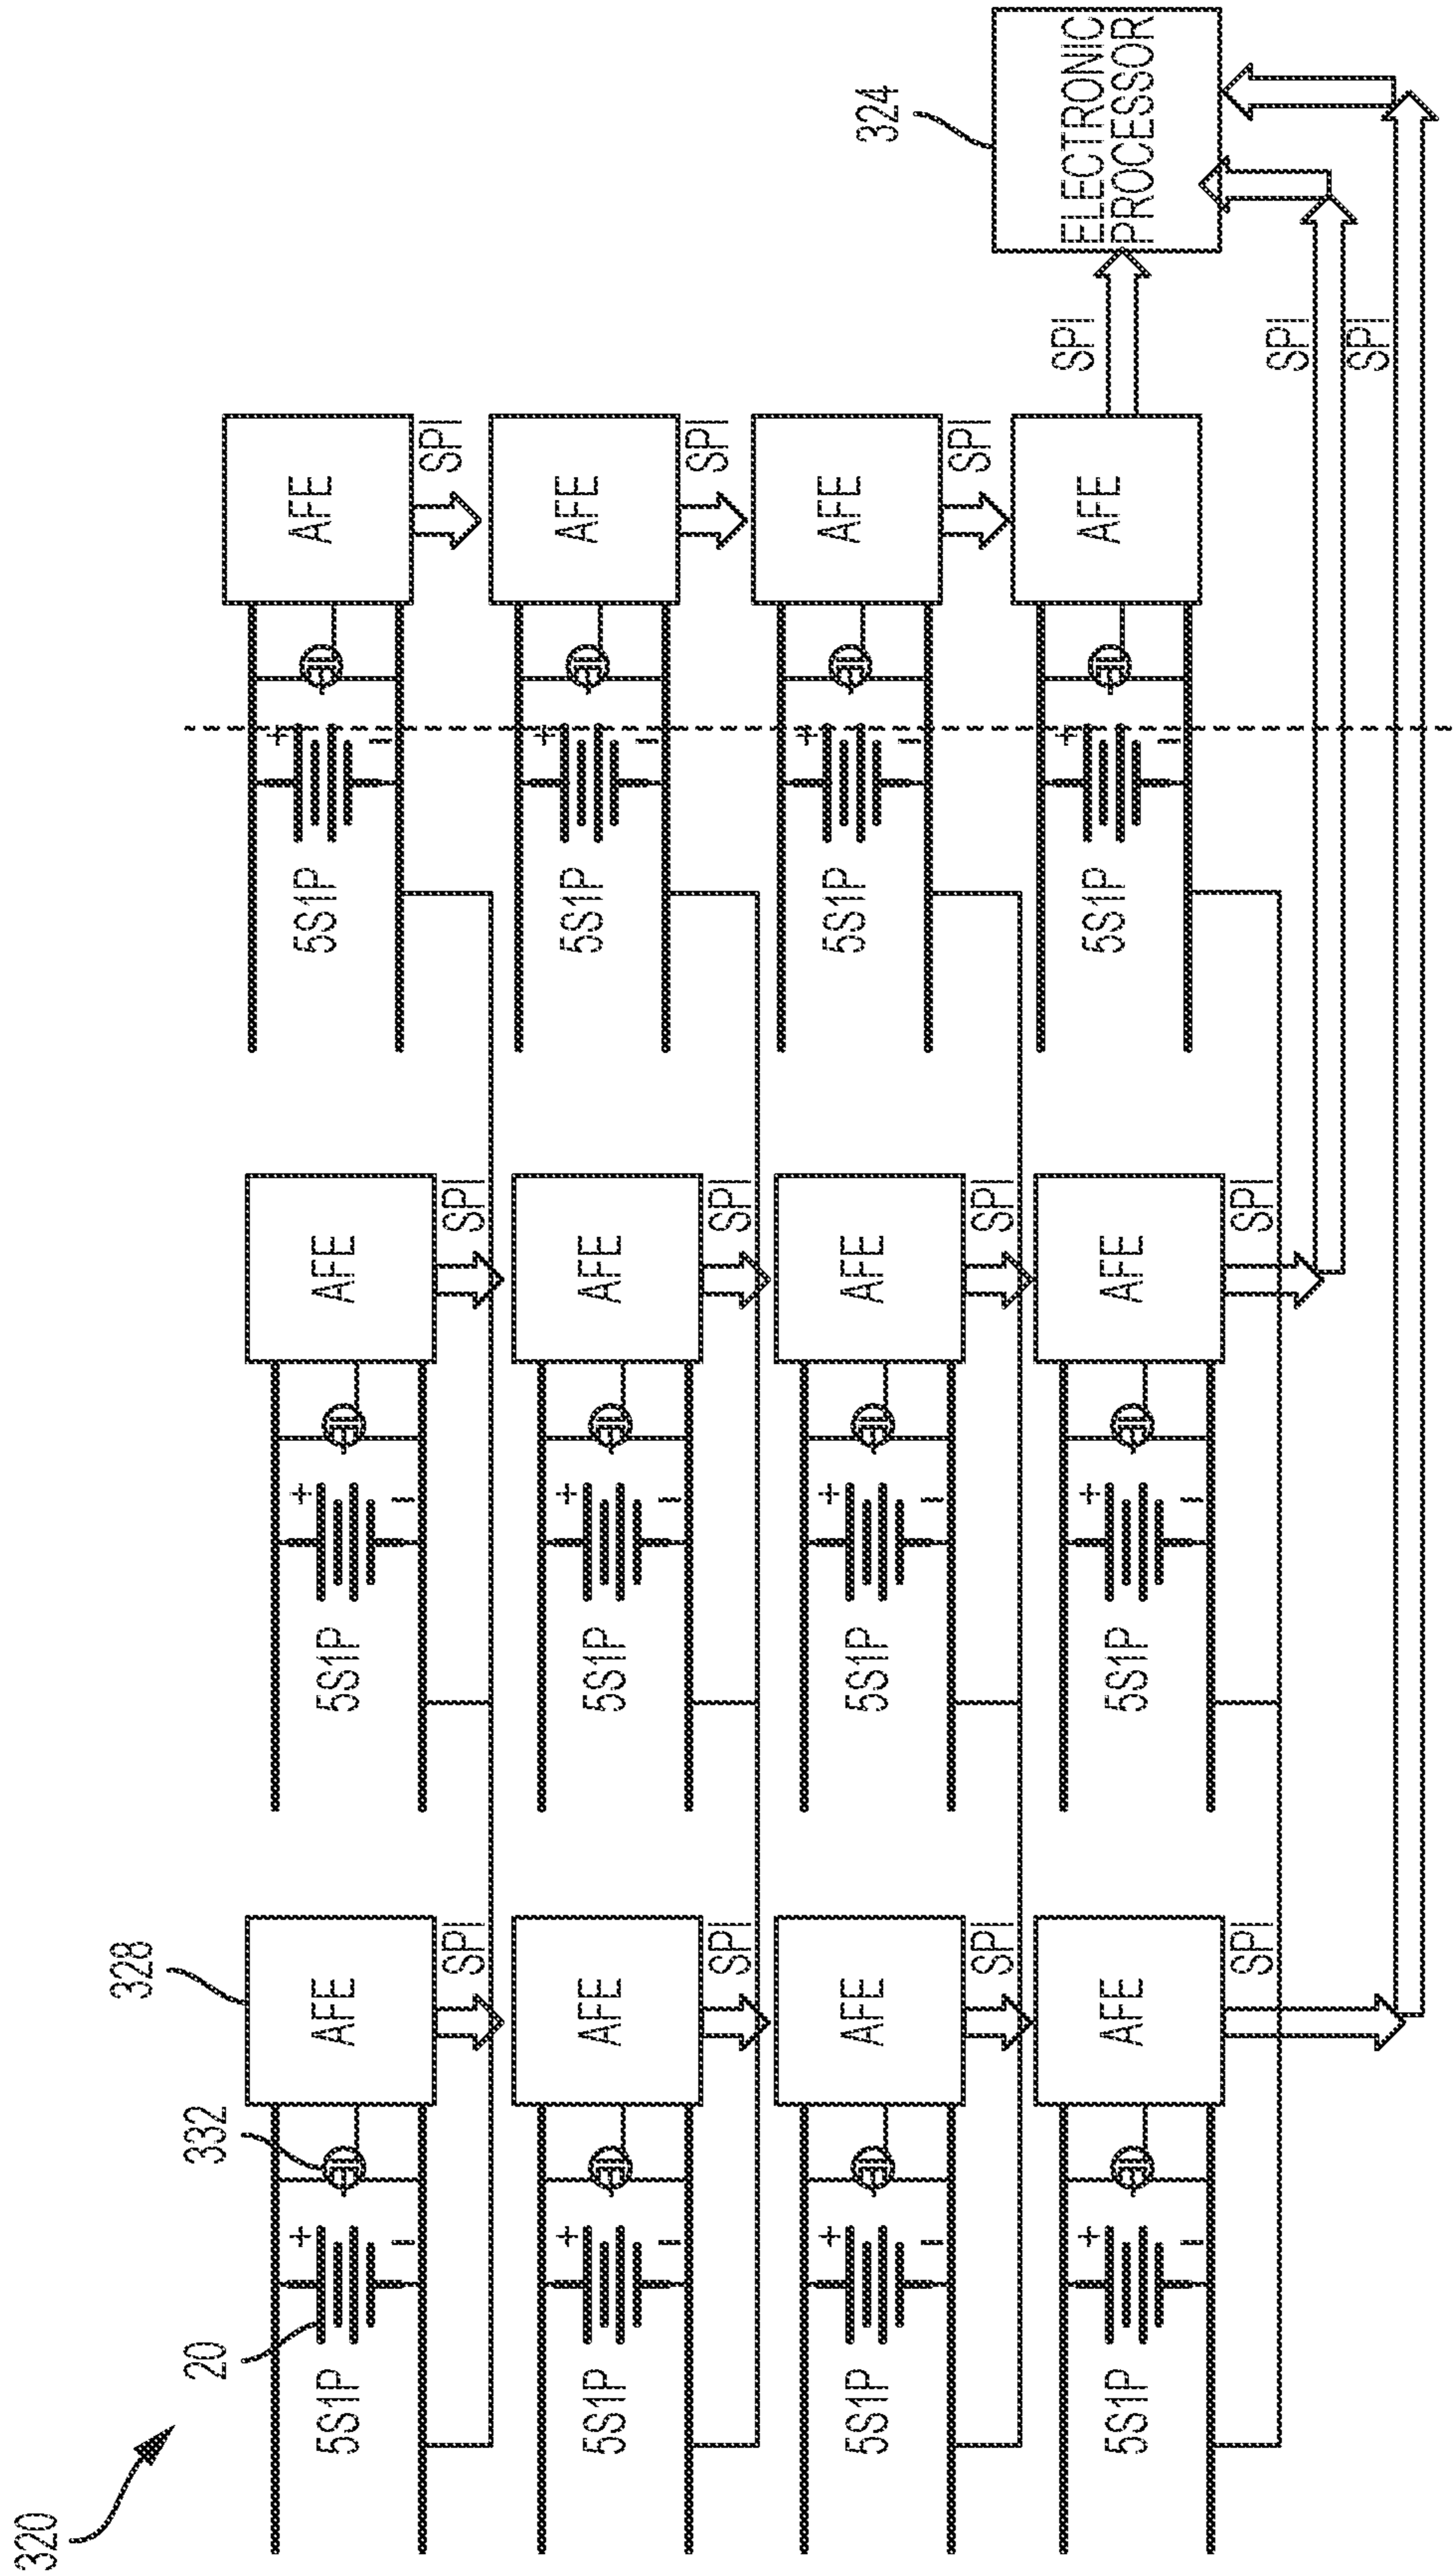 320
328
20
332
+
5S1P
AFE
-
SPI
+
5S1P
AFE
-
SPI
+
5S1P
AFE
-
SPI
+
5S1P
AFE
-
SPI
+
5S1P
AFE
-
SPI
+
5S1P
AFE
-
SPI
+
5S1P
AFE
-
SPI
+
5S1P
AFE
-
SPI
+
5S1P
AFE
-
SPI
324
+
5S1P
AFE
-
SPI
+
5S1P
AFE
-
SPI
+
5S1P
AFE
-
SPI
ELECTRONIC
PROCESSOR
SPI
SPI